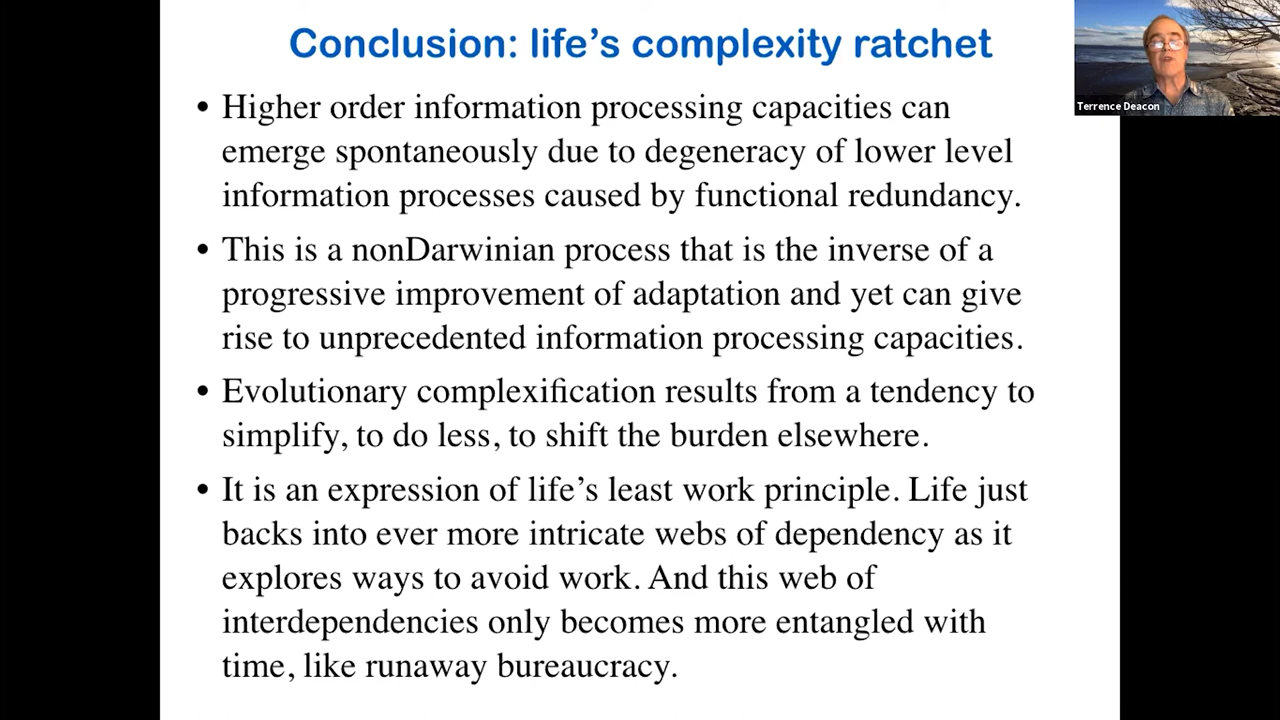 Conclusion: life’s complexity ratchet
Terrence Deacon
• Higher order information processing capacities can
emerge spontaneously due to degeneracy of lower level
information processes caused by functional redundancy.
• This is a nonDarwinian process that is the inverse of a
progressive improvement of adaptation and yet can give
rise to unprecedented information processing capacities.
• Evolutionary complexification results from a tendency to
simplify, to do less, to shift the burden elsewhere.
• It is an expression of life’s least work principle. Life just
backs into ever more intricate webs of dependency as it
explores ways to avoid work. And this web of
interdependencies only becomes more entangled with
time, like runaway bureaucracy.